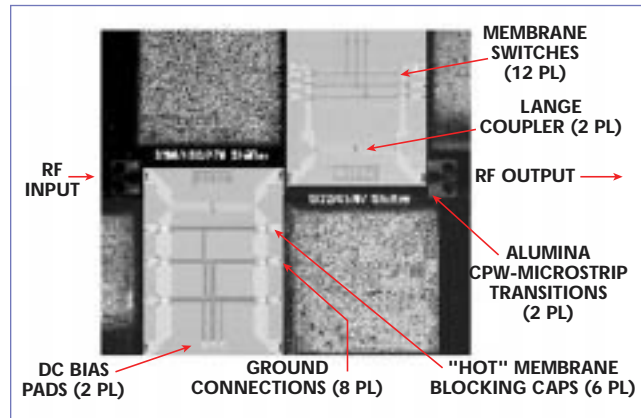 MEMBRANE
SWITCHES
(12 PL)
LANGE
COUPLER (2 PL)
RF
INPUT
RF OUTPUT
ALUMINA
CPW-MICROSTRIP
TRANSITIONS
(2 PL)
DC BIAS
PADS (2 PL)
GROUND
CONNECTIONS (8 PL)
"HOT" MEMBRANE
BLOCKING CAPS (6 PL)